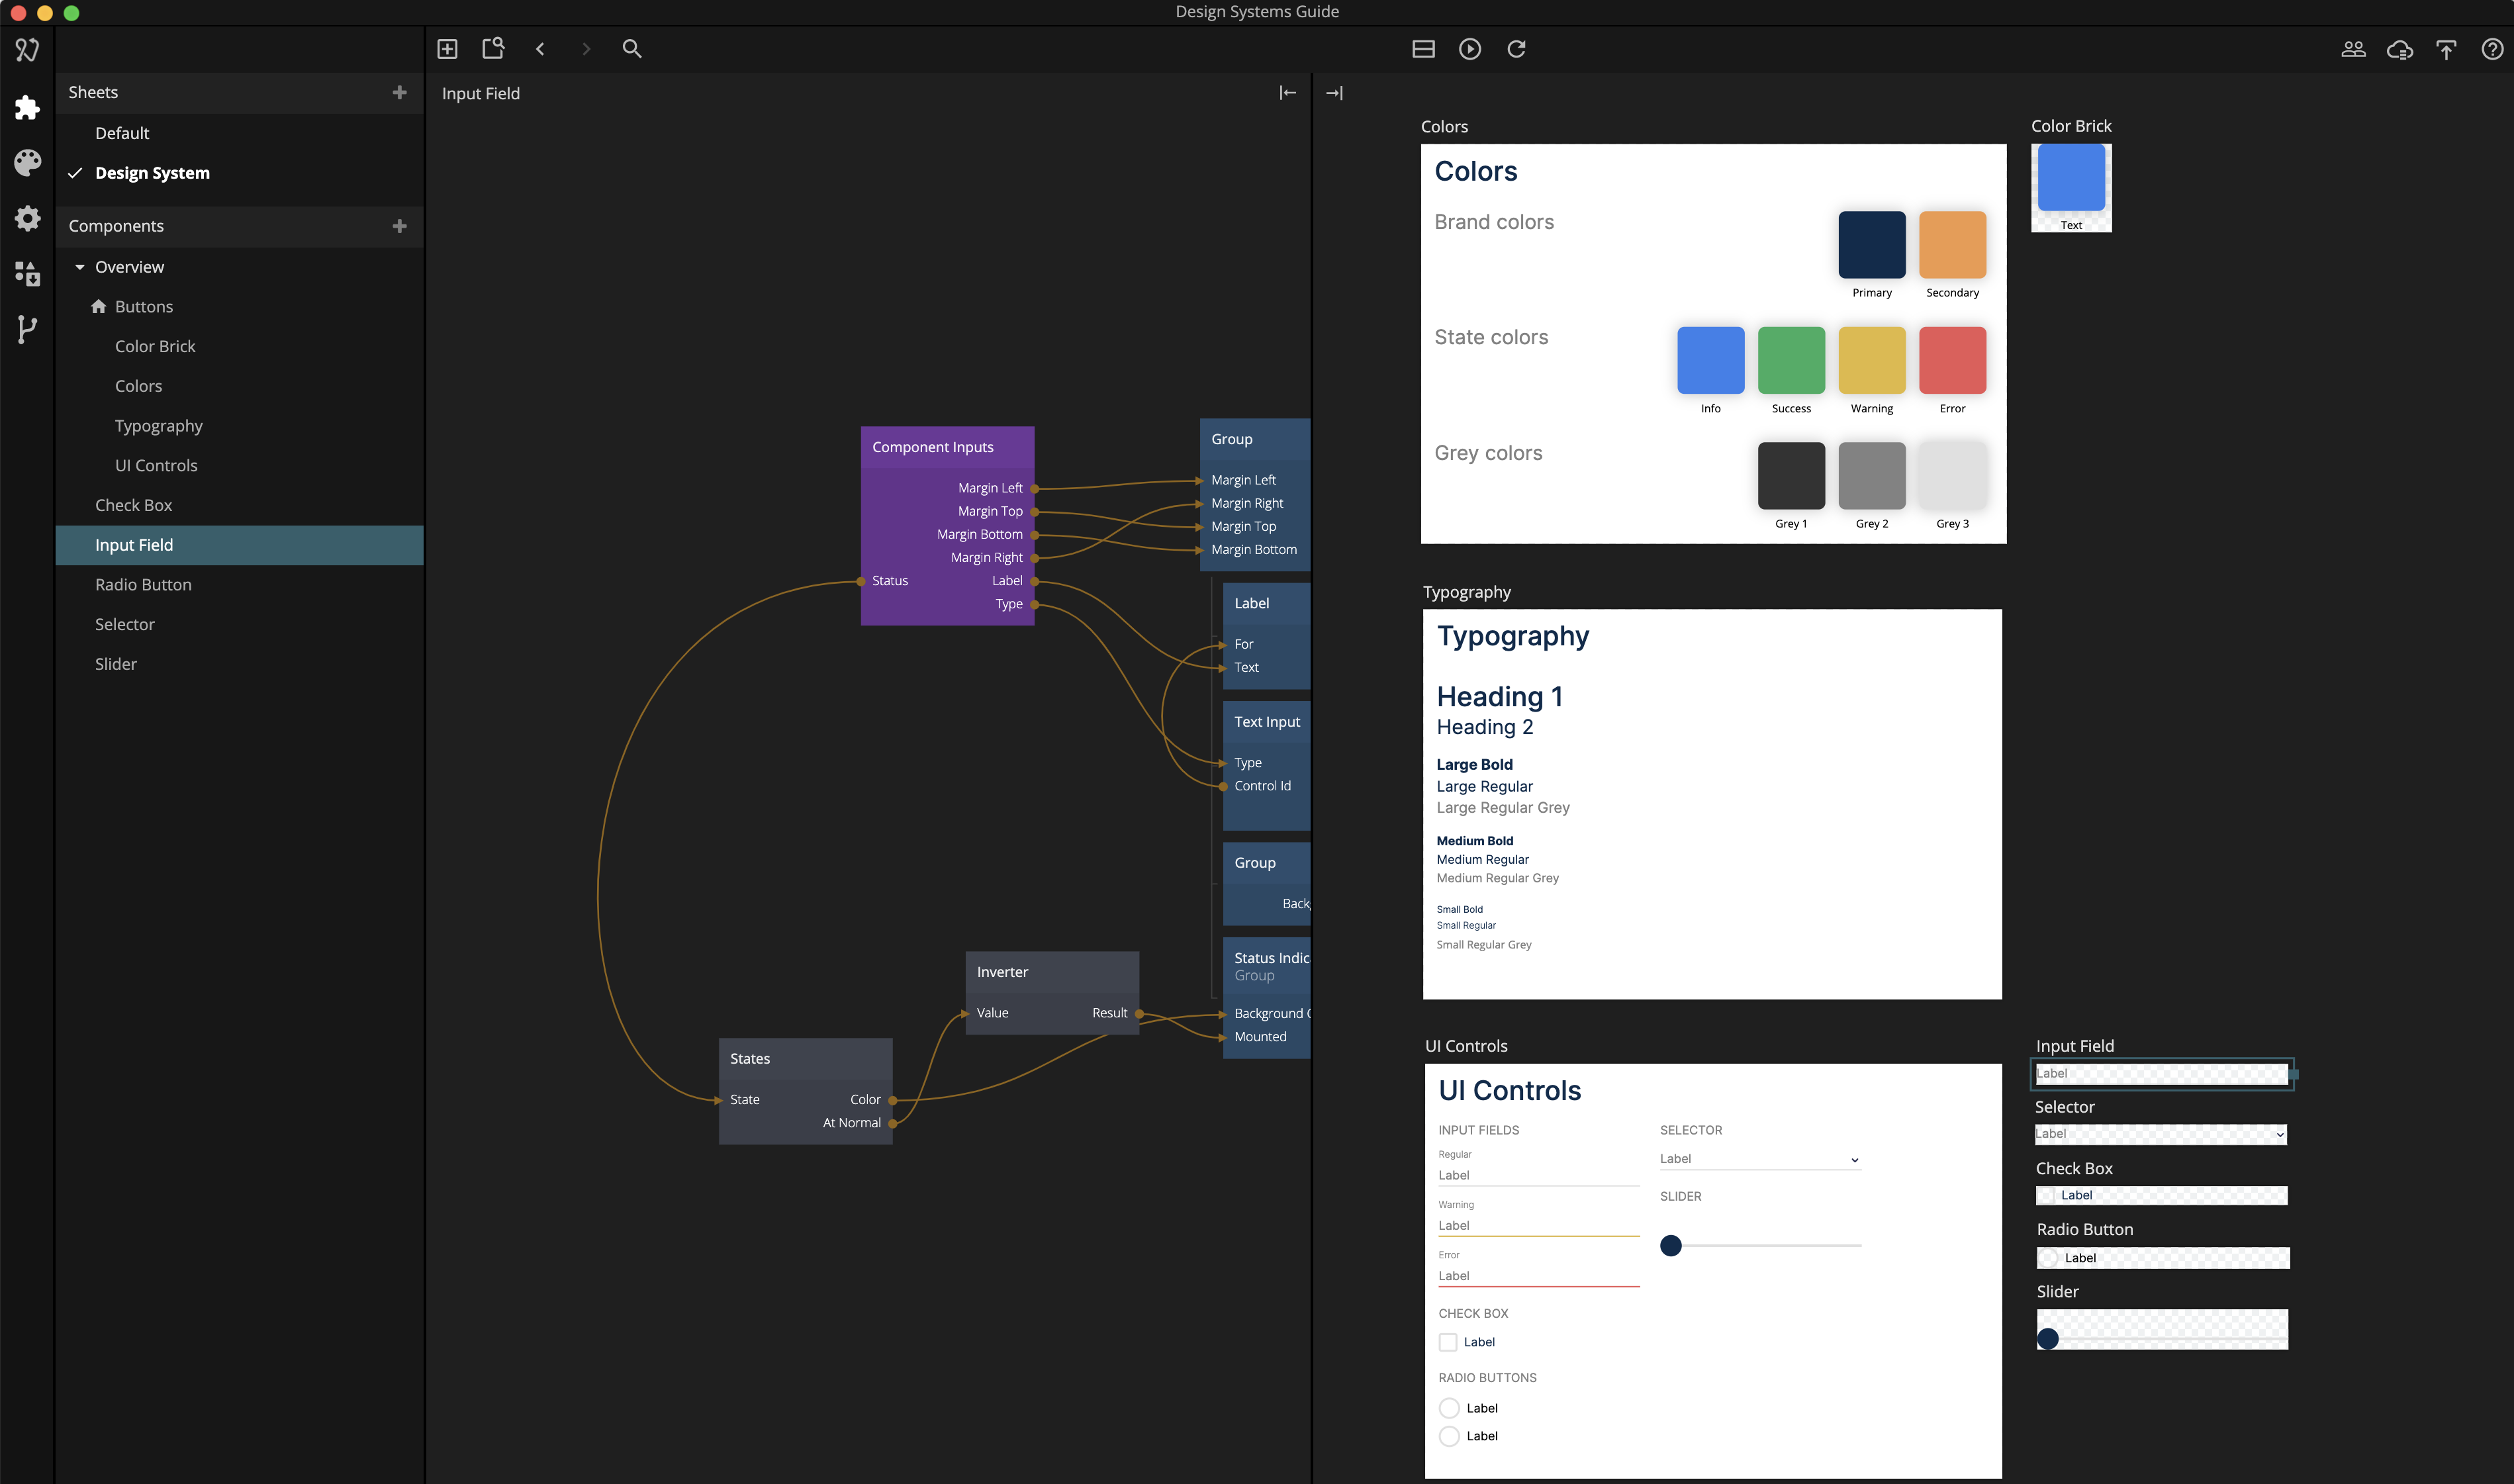 Design Systems Guide
Sheets
Default
Design System
Components
Overview
Buttons
Color Brick
Colors
Typography
UI Controls
Check Box
Input Field
Radio Button
Selector
Slider
Input Field
Component Inputs
Margin Left
Margin Top
Margin Bottom
Margin Right
Status Label
Type
Group
Margin Left
Margin Right
Margin Top
Margin Bottom
Label
For
Text
Text Input
Type
Control Id
Group
Back
Status Indic
Group
Background C
Mounted
Inverter
Value Result
States
State Color
At Normal
Colors
Colors
Brand colors
Primary Secondary
State colors
Info Success Warning Error
Grey colors
Grey 1 Grey 2 Grey 3
Color Brick
Text
Typography
Typography
Heading 1
Heading 2
Large Bold
Large Regular
Large Regular Grey
Medium Bold
Medium Regular
Medium Regular Grey
Small Bold
Small Regular
Small Regular Grey
UI Controls
UI Controls
INPUT FIELDS
Regular
Label
Warning
Label
Error
Label
CHECK BOX
Label
RADIO BUTTONS
Label
Label
SELECTOR
Label
SLIDER
Input Field
Label
Selector
Label
Check Box
Label
Radio Button
Label
Slider